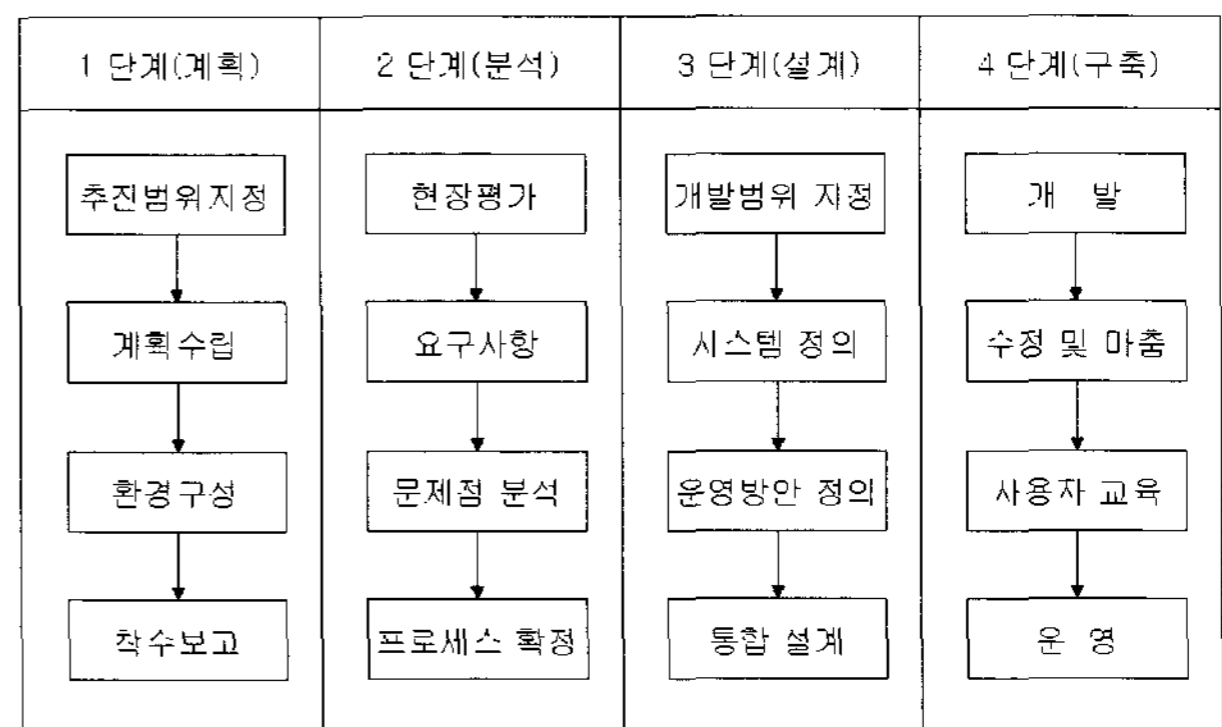 1 단계(계획)
2 단계(분석)
3 단계(설계)
4 단계(구축)
추진범위지정
계획수립
환경구성
착수보고
현장평가
요구사항
문제점 분석
프로세스 확정
개발범위 지정
시스템 정의
운영방안 정의
통합 설계
개 발
수정 및 마춤
사용자 교육
운 영